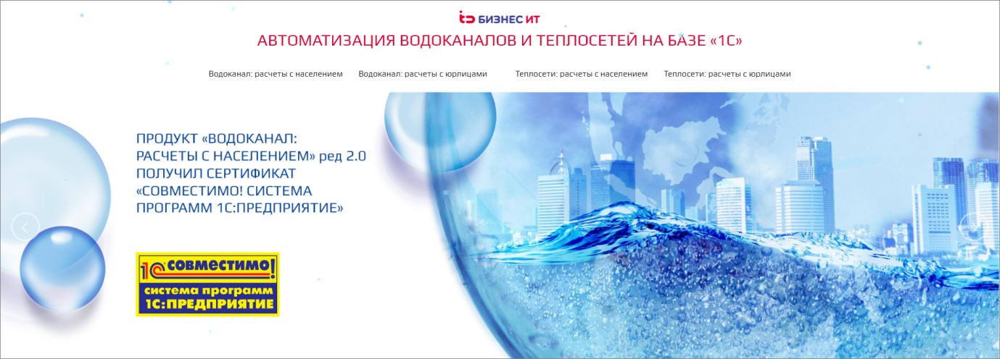 БИЗНЕС ИТ
АВТОМАТИЗАЦИЯ ВОДОКАНАЛОВ И ТЕПЛОСЕТЕЙ НА БАЗЕ «1С»
Водоканал: расчеты с населением Водоканал: расчеты с юрлицами Теплосети: расчеты с населением Теплосети: расчеты с юрлицами
ПРОДУКТ «ВОДОКАНАЛ:
РАСЧЕТЫ С НАСЕЛЕНИЕМ» ред 2.0
ПОЛУЧИЛ СЕРТИФИКАТ
«СОВМЕСТИМО! СИСТЕМА
ПРОГРАММ 1С:ПРЕДПРИЯТИЕ»
1С СОВМЕСТИМО!
система программ
1С:ПРЕДПРИЯТИЕ